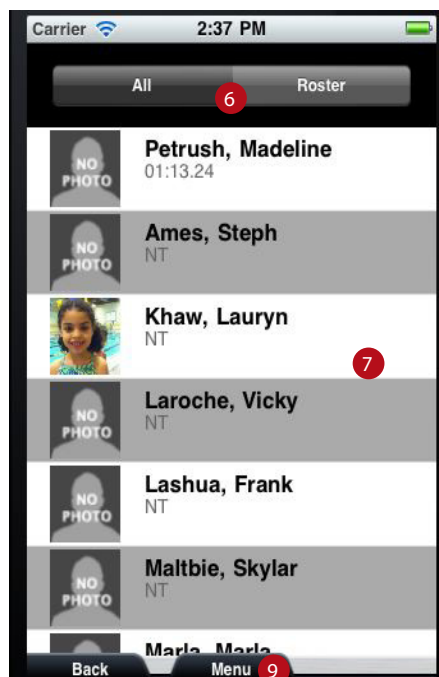 Carrier 2:37 PM
All 6 Roster
NO PHOTO Petrush, Madeline
01:13.24
NO PHOTO Ames, Steph
NT
Khaw, Lauryn
NT
7
NO PHOTO Laroche, Vicky
NT
NO PHOTO Lashua, Frank
NT
NO PHOTO Maltbie, Skylar
NT
Marla, Marla
Back Menu 9